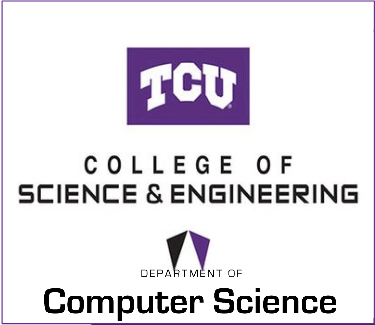 TCU
COLLEGE OF
SCIENCE & ENGINEERING
DEPARTMENT OF
Computer Science